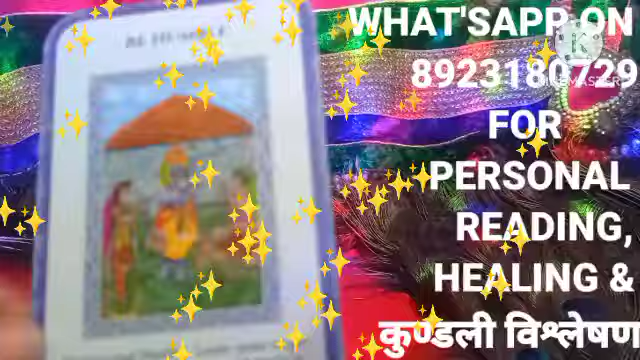 WHAT'SAPP ON
8923180729
FOR
PERSONAL
READING,
HEALING &
कुण्डली विश्लेषण